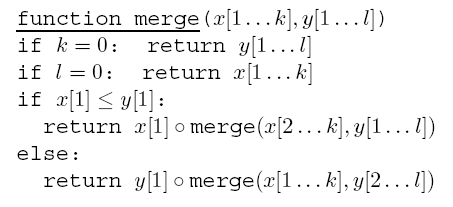 function merge(x[1...k],y[1...l])
if k=0: return y[1...l]
if l=0: return x[1...k]
if x[1]≤y[1]:
return x[1]∘merge(x[2...k],y[1...l])
else:
return y[1]∘merge(x[1...k],y[2...l])